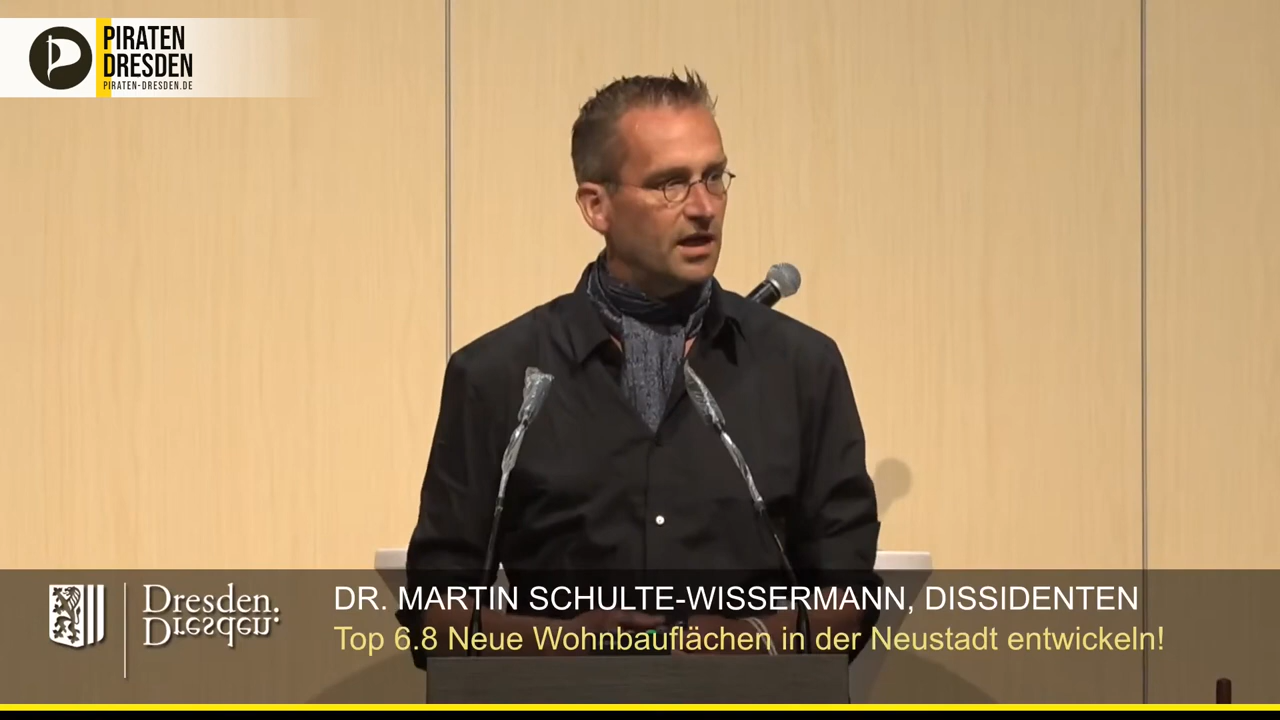 PIRATEN
DRESDEN
PIRATEN-DRESDEN.DE
Dresden.
Dresden.
DR. MARTIN SCHULTE-WISSERMANN, DISSIDENTEN
Top 6.8 Neue Wohnbauflächen in der Neustadt entwickeln!